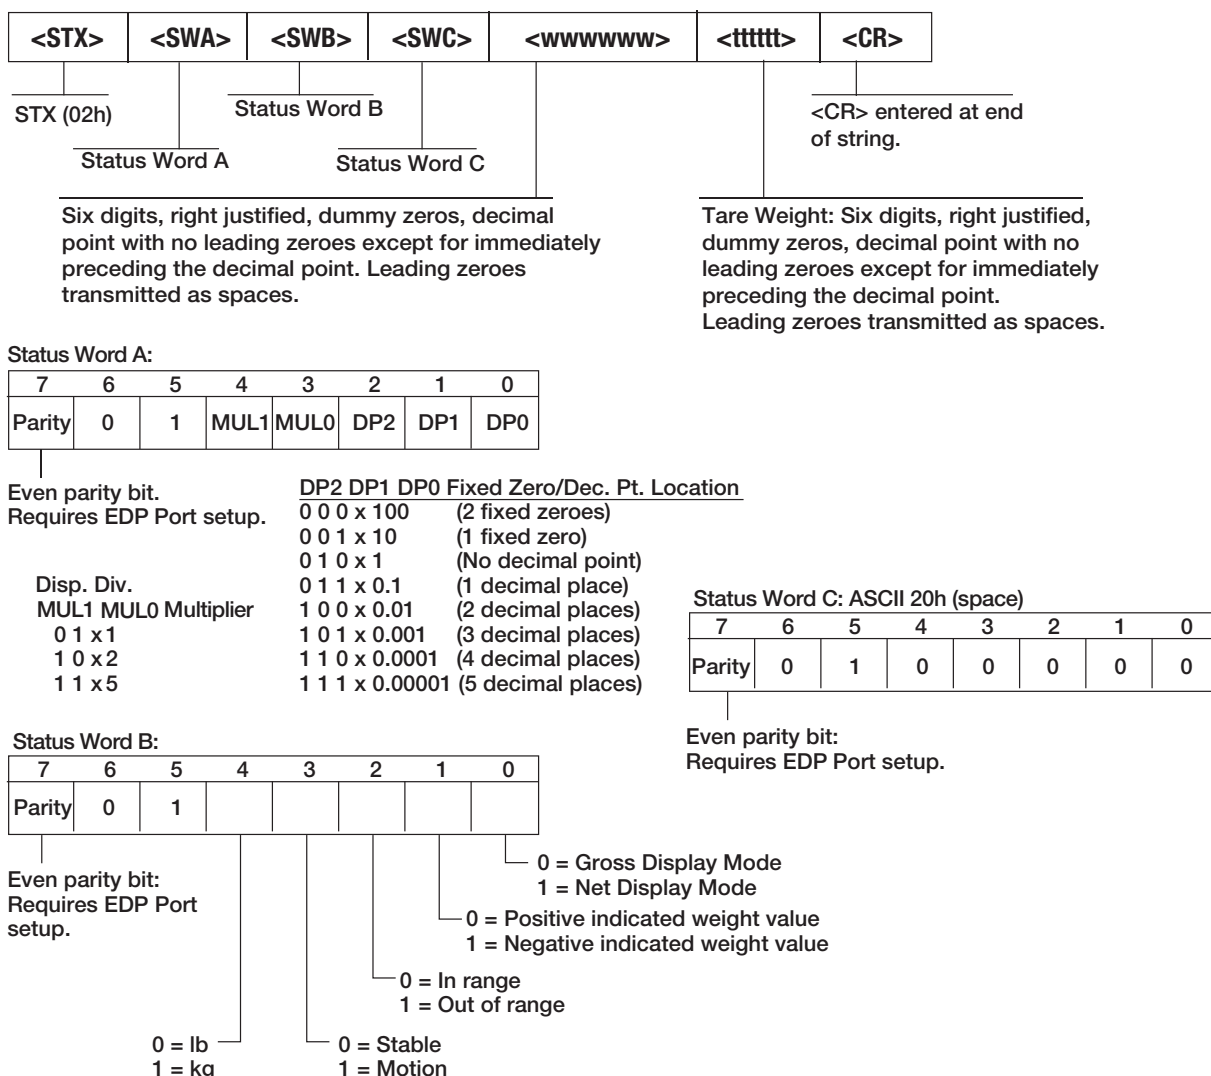 <STX> <SWA> <SWB> <SWC> <wwwwww> <tttttt> <CR>
STX (02h)
Status Word B
<CR> entered at end
of string.
Status Word A
Status Word C
Six digits, right justified, dummy zeros, decimal
point with no leading zeroes except for immediately
preceding the decimal point. Leading zeroes
transmitted as spaces.
Tare Weight: Six digits, right justified,
dummy zeros, decimal point with no
leading zeroes except for immediately
preceding the decimal point.
Leading zeroes transmitted as spaces.
Status Word A:
7 6 5 4 3 2 1 0
Parity 0 1 MUL1 MUL0 DP2 DP1 DP0
Even parity bit.
Requires EDP Port setup.
Disp. Div.
MUL1 MUL0 Multiplier
0 1 x 1
1 0 x 2
1 1 x 5
DP2 DP1 DP0 Fixed Zero/Dec. Pt. Location
0 0 0 x 100 (2 fixed zeroes)
0 0 1 x 10 (1 fixed zero)
0 1 0 x 1 (No decimal point)
0 1 1 x 0.1 (1 decimal place)
1 0 0 x 0.01 (2 decimal places)
1 0 1 x 0.001 (3 decimal places)
1 1 0 x 0.0001 (4 decimal places)
1 1 1 x 0.00001 (5 decimal places)
Status Word C: ASCII 20h (space)
7 6 5 4 3 2 1 0
Parity 0 1 0 0 0 0 0
Even parity bit:
Requires EDP Port setup.
Status Word B:
7 6 5 4 3 2 1 0
Parity 0 1
Even parity bit:
Requires EDP Port
setup.
0 = Gross Display Mode
1 = Net Display Mode
0 = Positive indicated weight value
1 = Negative indicated weight value
0 = In range
1 = Out of range
0 = lb
1 = kg
0 = Stable
1 = Motion